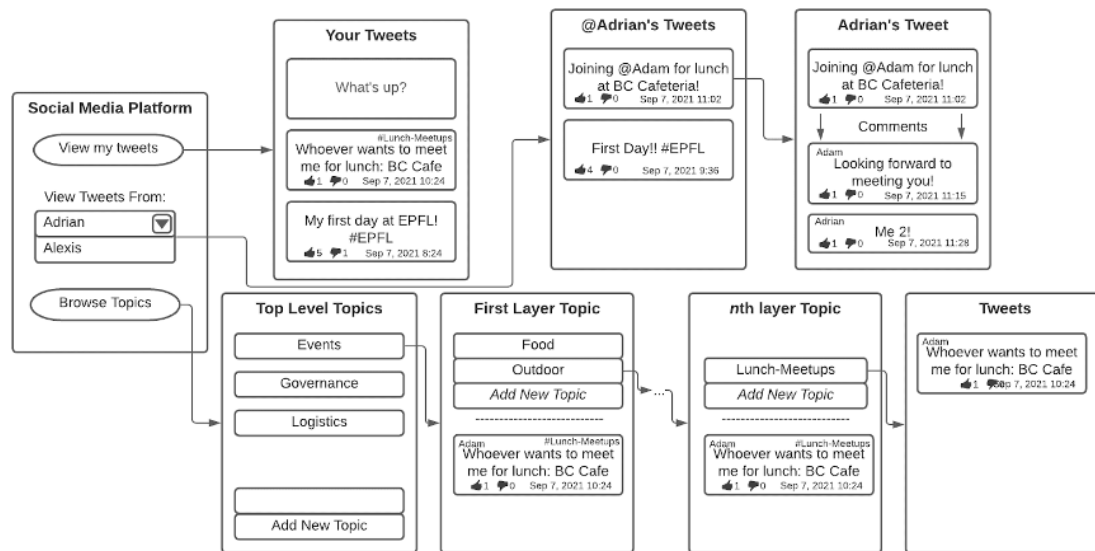 Social Media Platform
View my tweets
View Tweets From:
Adrian
Alexis
Browse Topics
Your Tweets
What's up?
#Lunch-Meetups
Whoever wants to meet
me for lunch: BC Cafe
1 0 Sep 7, 2021 10:24
My first day at EPFL!
#EPFL
5 1 Sep 7, 2021 8:24
@Adrian's Tweets
Joining @Adam for lunch
at BC Cafeteria!
1 0 Sep 7, 2021 11:02
First Day!! #EPFL
4 0 Sep 7, 2021 9:36
Adrian's Tweet
Joining @Adam for lunch
at BC Cafeteria!
1 0 Sep 7, 2021 11:02
Comments
Adam
Looking forward to
meeting you!
1 0 Sep 7, 2021 11:15
Adrian
Me 2!
1 0 Sep 7, 2021 11:28
Top Level Topics
Events
Governance
Logistics
Add New Topic
First Layer Topic
Food
Outdoor
Add New Topic
Adam #Lunch-Meetups
Whoever wants to meet
me for lunch: BC Cafe
1 0 Sep 7, 2021 10:24
...
nth layer Topic
Lunch-Meetups
Add New Topic
Adam #Lunch-Meetups
Whoever wants to meet
me for lunch: BC Cafe
1 0 Sep 7, 2021 10:24
Tweets
Adam
Whoever wants to meet
me for lunch: BC Cafe
1 0 Sep 7, 2021 10:24